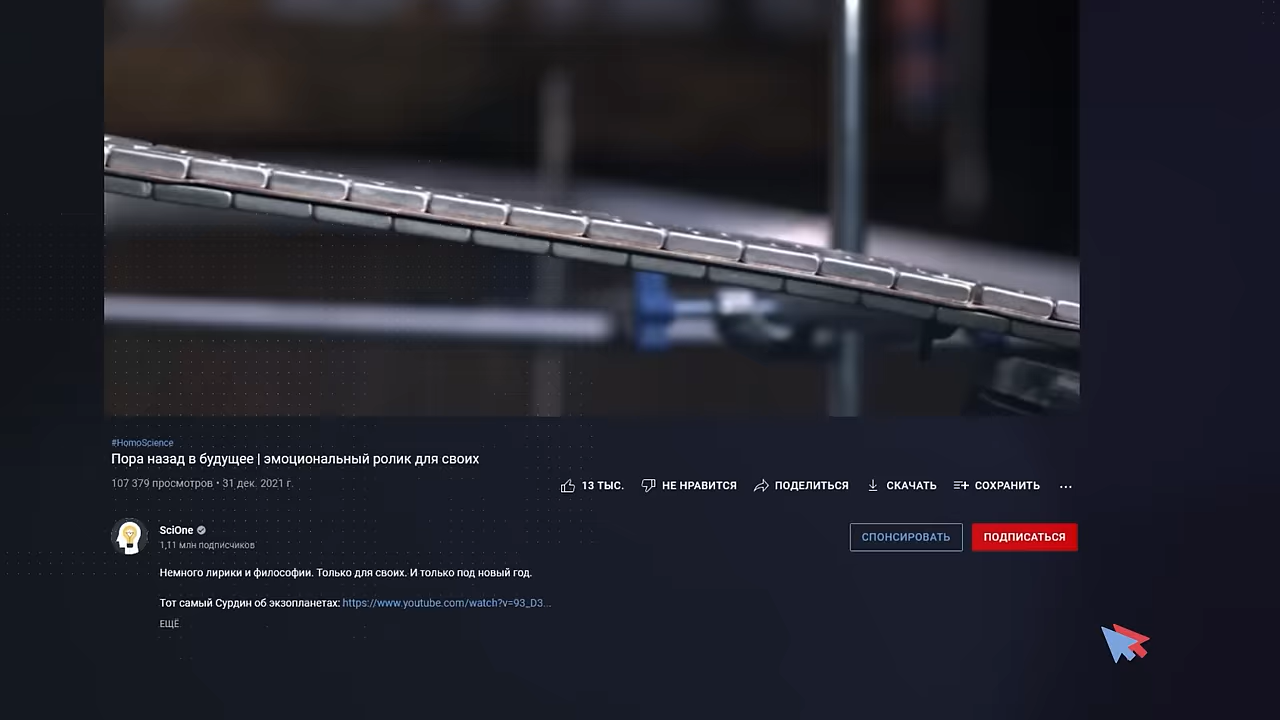 #HomoScience
Пора назад в будущее | эмоциональный ролик для своих
107 379 просмотров • 31 дек. 2021 г.
13 ТЫС. НЕ НРАВИТСЯ ПОДЕЛИТЬСЯ СКАЧАТЬ СОХРАНИТЬ ...
SciOne
1,11 млн подписчиков
СПОНСИРОВАТЬ ПОДПИСАТЬСЯ
Немного лирики и философии. Только для своих. И только под новый год.
Тот самый Сурдин об экзопланетах: https://www.youtube.com/watch?v=93_D3...
ЕЩЁ